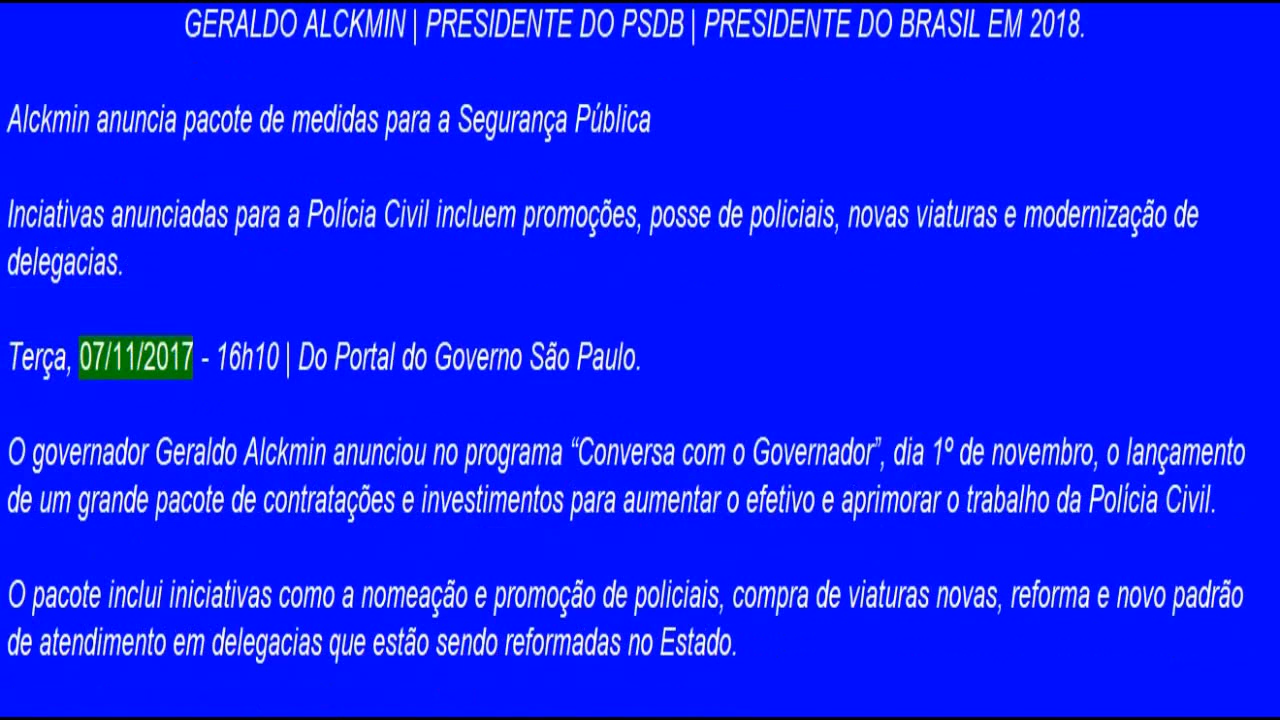 GERALDO ALCKMIN | PRESIDENTE DO PSDB | PRESIDENTE DO BRASIL EM 2018.
Alckmin anuncia pacote de medidas para a Segurança Pública
Inciativas anunciadas para a Polícia Civil incluem promoções, posse de policiais, novas viaturas e modernização de
delegacias.
Terça, 07/11/2017 - 16h10 | Do Portal do Governo São Paulo.
O governador Geraldo Alckmin anunciou no programa “Conversa com o Governador”, dia 1º de novembro, o lançamento
de um grande pacote de contratações e investimentos para aumentar o efetivo e aprimorar o trabalho da Polícia Civil.
O pacote inclui iniciativas como a nomeação e promoção de policiais, compra de viaturas novas, reforma e novo padrão
de atendimento em delegacias que estão sendo reformadas no Estado.